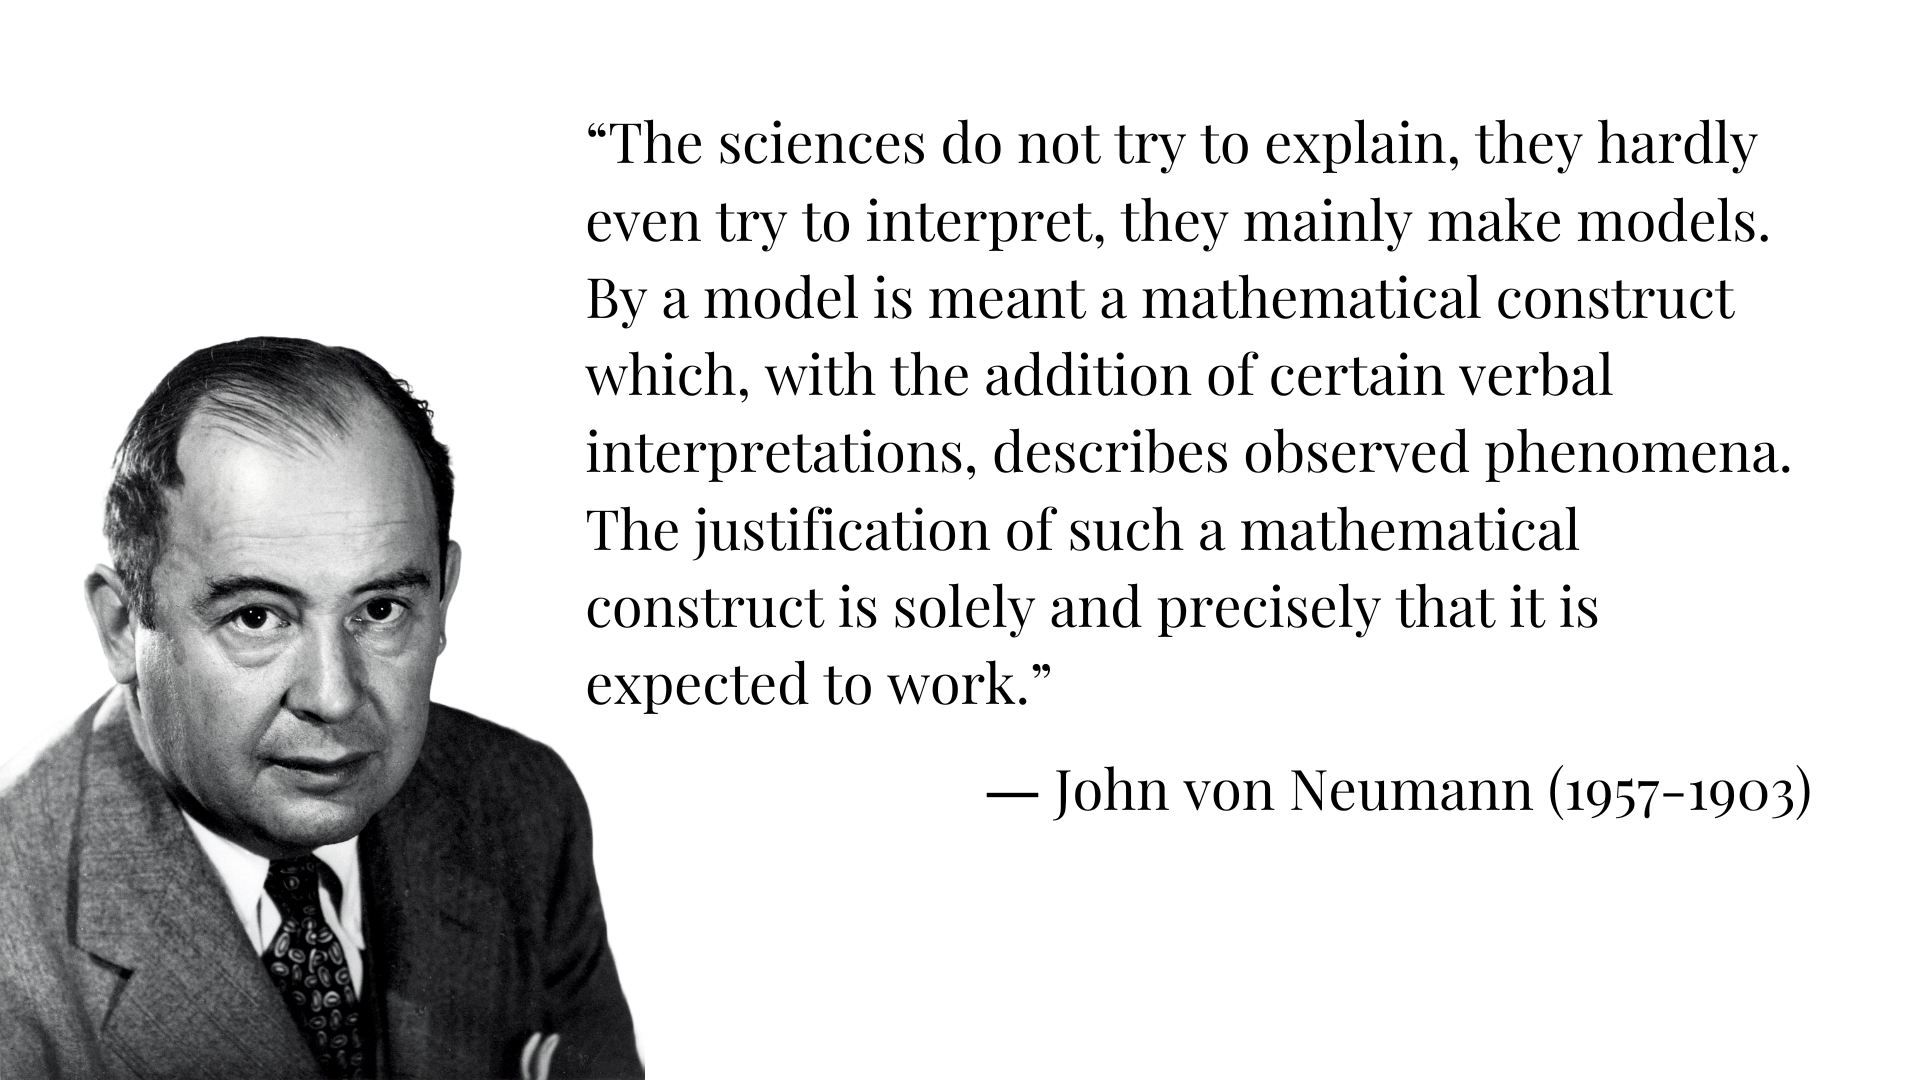 “The sciences do not try to explain, they hardly
even try to interpret, they mainly make models.
By a model is meant a mathematical construct
which, with the addition of certain verbal
interpretations, describes observed phenomena.
The justification of such a mathematical
construct is solely and precisely that it is
expected to work.”
— John von Neumann (1957-1903)